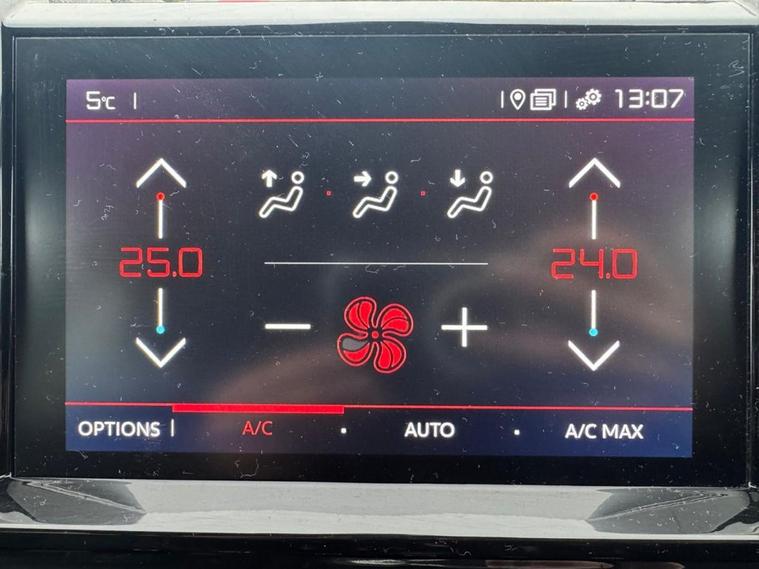 5°C 13:07
25.0 24.0
OPTIONS A/C AUTO A/C MAX